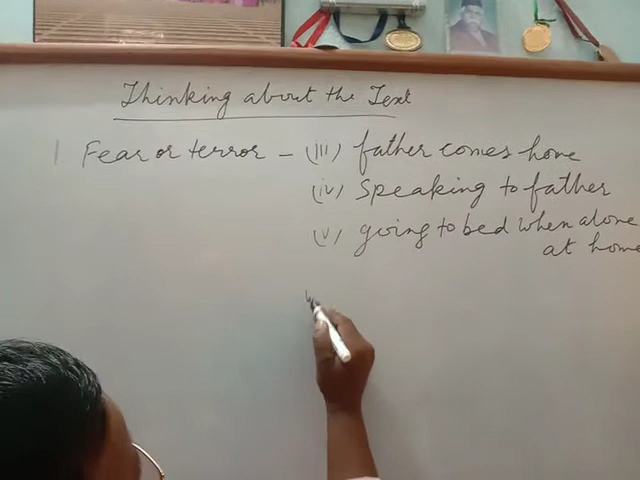 Thinking about the Text
1 Fear or terror - (iii) father comes home
(iv) Speaking to father
(v) going to bed when alone
at home